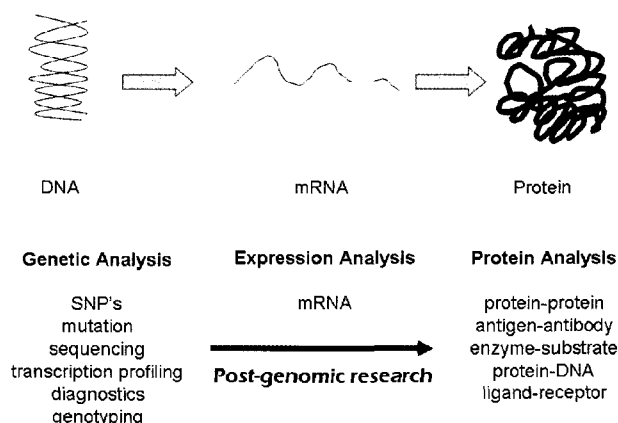 DNA
mRNA
Protein
Genetic Analysis
Expression Analysis
Protein Analysis
SNP's
mutation
sequencing
transcription profiling
diagnostics
genotyping
mRNA
Post-genomic research
protein-protein
antigen-antibody
enzyme-substrate
protein-DNA
ligand-receptor